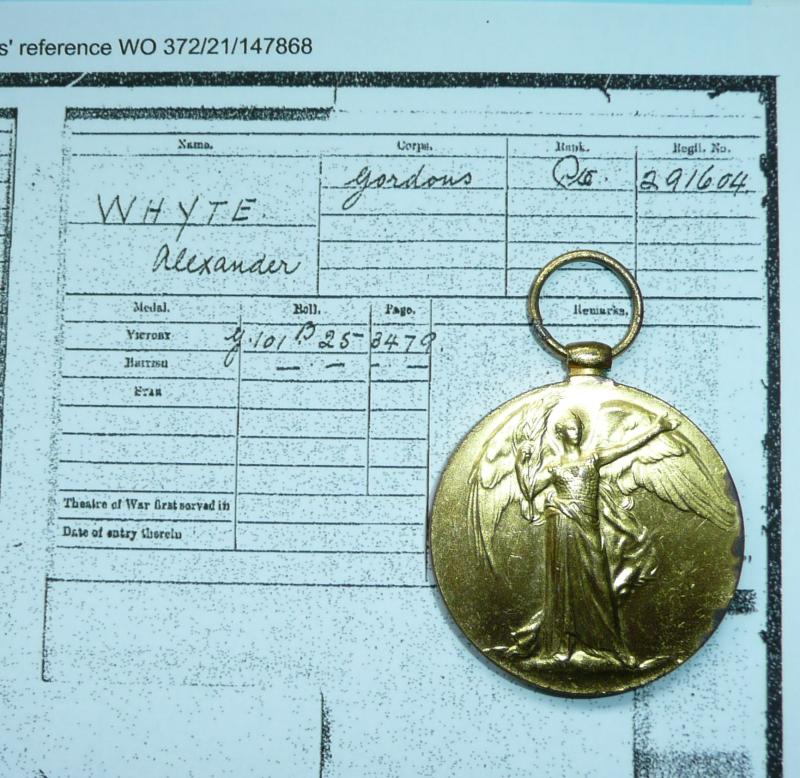 s' reference WO 372/21/147868
Name. Corps. Rank. Regtl. No.
Gordons Pte. 291604.
WHYTE.
Alexander
Medal. Roll. Page. Remarks.
VICTORY G.101 B 25 3479.
BRITISH — — — —
STAR
Theatre of War first served in
Date of entry therein